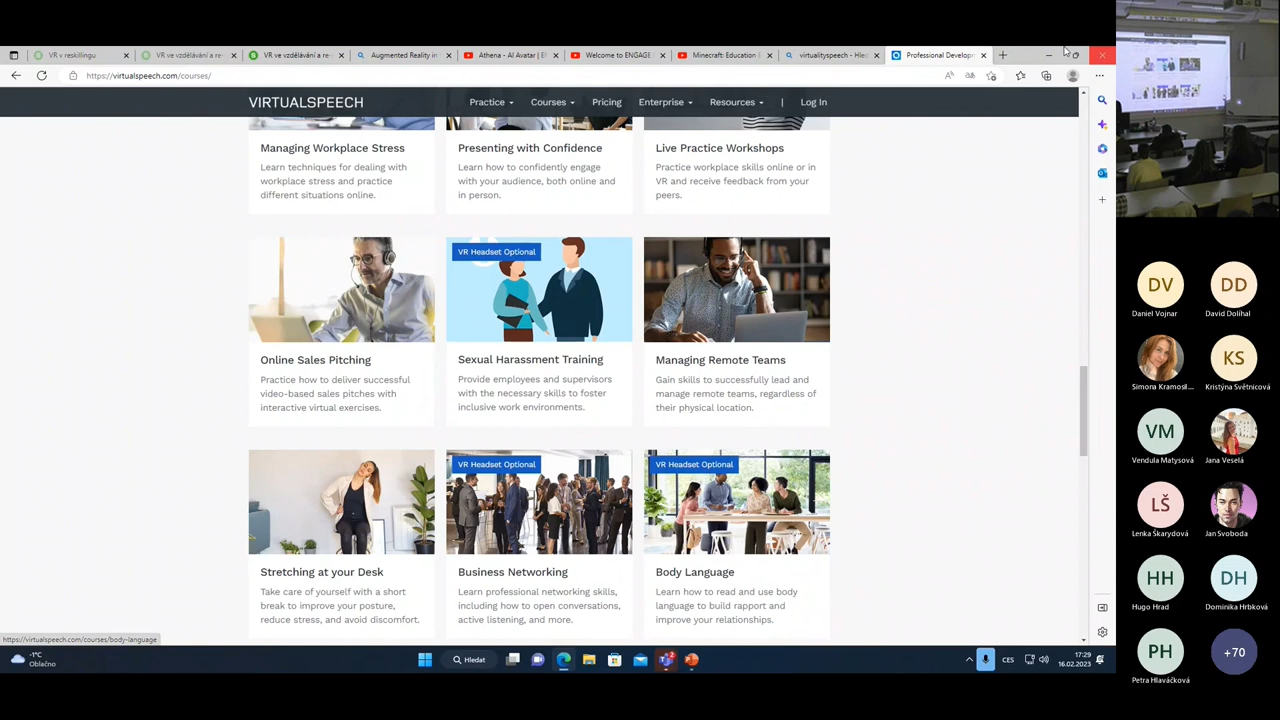 VR v reskillingu
VR ve vzdělávání a re
VR ve vzdělávání a re
Augmented Reality in
Athena - AI Avatar | E
Welcome to ENGAGE
Minecraft: Education
virtualityspeech - Hled
Professional Develop
https://virtualspeech.com/courses/
VIRTUALSPEECH
Practice
Courses
Pricing
Enterprise
Resources
|
Log In
Managing Workplace Stress
Learn techniques for dealing with
workplace stress and practice
different situations online.
Presenting with Confidence
Learn how to confidently engage
with your audience, both online and
in person.
Live Practice Workshops
Practice workplace skills online or in
VR and receive feedback from your
peers.
Online Sales Pitching
Practice how to deliver successful
video-based sales pitches with
interactive virtual exercises.
VR Headset Optional
Sexual Harassment Training
Provide employees and supervisors
with the necessary skills to foster
inclusive work environments.
Managing Remote Teams
Gain skills to successfully lead and
manage remote teams, regardless of
their physical location.
Stretching at your Desk
Take care of yourself with a short
break to improve your posture,
reduce stress, and avoid discomfort.
VR Headset Optional
Business Networking
Learn professional networking skills,
including how to open conversations,
active listening, and more.
VR Headset Optional
Body Language
Learn how to read and use body
language to build rapport and
improve your relationships.
https://virtualspeech.com/courses/body-language
-1°C
Oblačno
Hledat
2
CES
17:29
16.02.2023
DV
Daniel Vojnar
DD
David Dolíhal
Simona Kramosil...
KS
Kristýna Světnicová
VM
Vendula Matysová
Jana Veselá
LŠ
Lenka Škarydová
Jan Svoboda
HH
Hugo Hrad
DH
Dominika Hrbková
PH
Petra Hlaváčková
+70